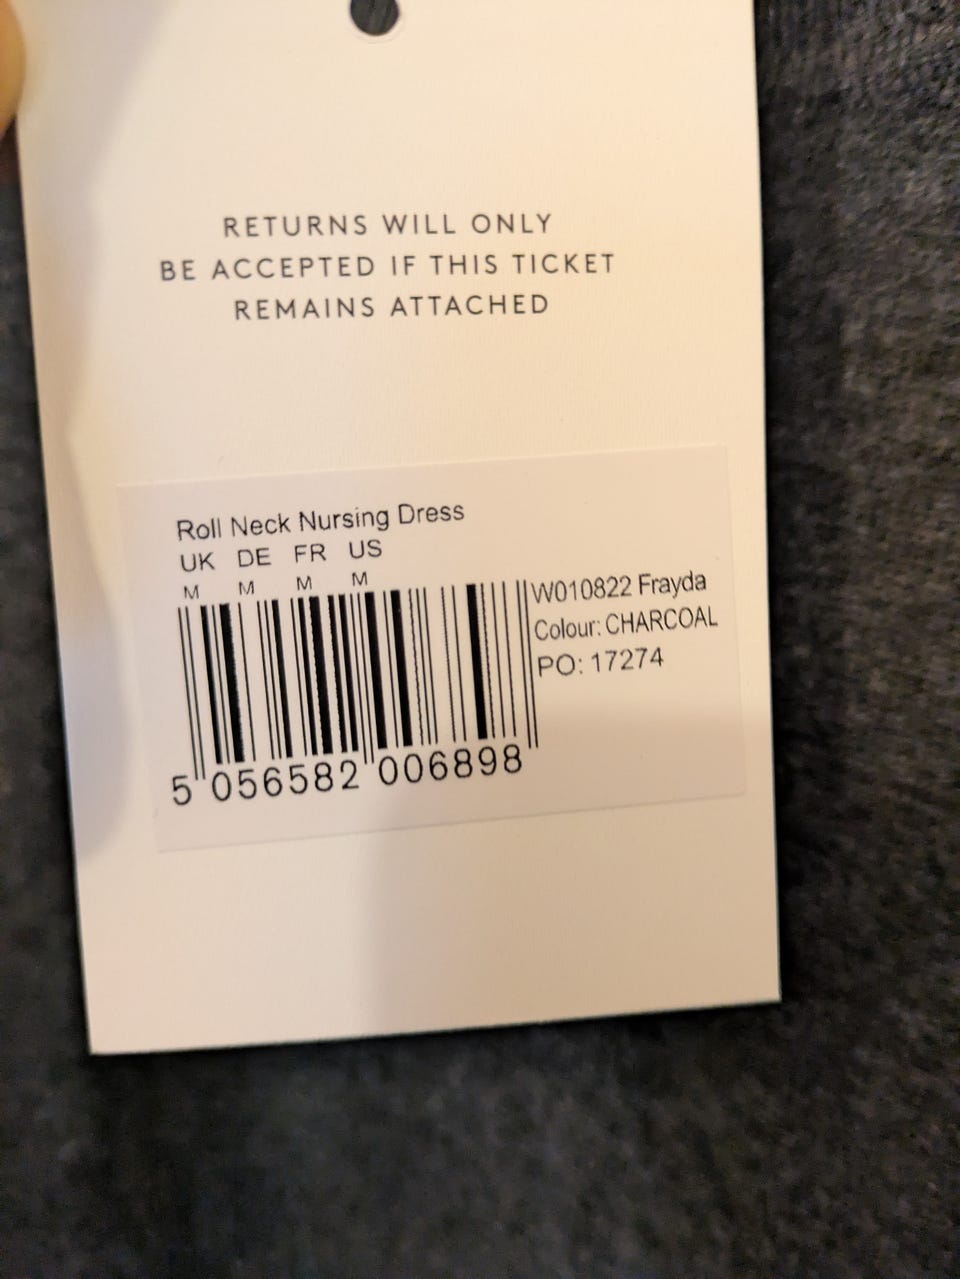 RETURNS WILL ONLY
BE ACCEPTED IF THIS TICKET
REMAINS ATTACHED
Roll Neck Nursing Dress
UK DE FR US
M M M M
W010822 Frayda
Colour: CHARCOAL
PO: 17274
5 056582 006898